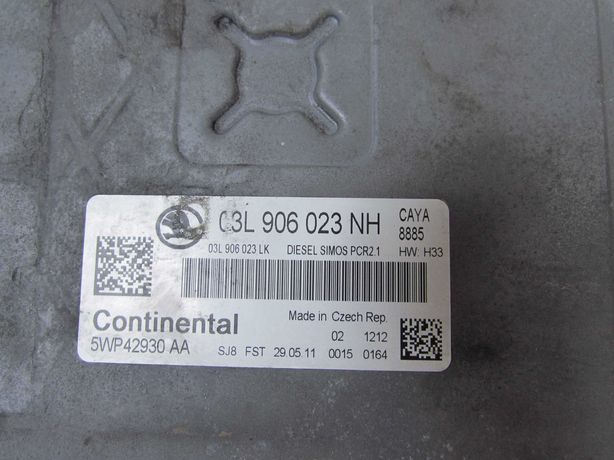 03L 906 023 NH CAYA
8885
03L 906 023 LK DIESEL SIMOS PCR2.1 HW: H33
Continental Made in Czech Rep.
02 1212
5WP42930 AA SJ8 FST 29.05.11 0015 0164